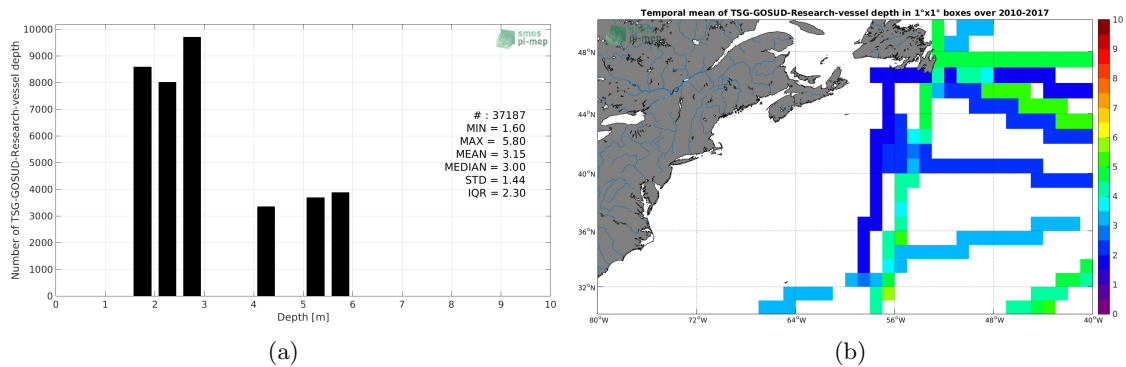 10000
9000
8000
7000
6000
5000
4000
3000
2000
1000
0
Number of TSG-GOSUD-Research-vessel depth
smos
pi-mep
# : 37187
MIN = 1.60
MAX = 5.80
MEAN = 3.15
MEDIAN = 3.00
STD = 1.44
IQR = 2.30
0 1 2 3 4 5 6 7 8 9 10
Depth [m]
(a)
Temporal mean of TSG-GOSUD-Research-vessel depth in 1°x1° boxes over 2010-2017
smos
pi-mep
48°N
44°N
40°N
36°N
32°N
80°W 72°W 64°W 56°W 48°W 40°W
10
9
8
7
6
5
4
3
2
1
0
(b)